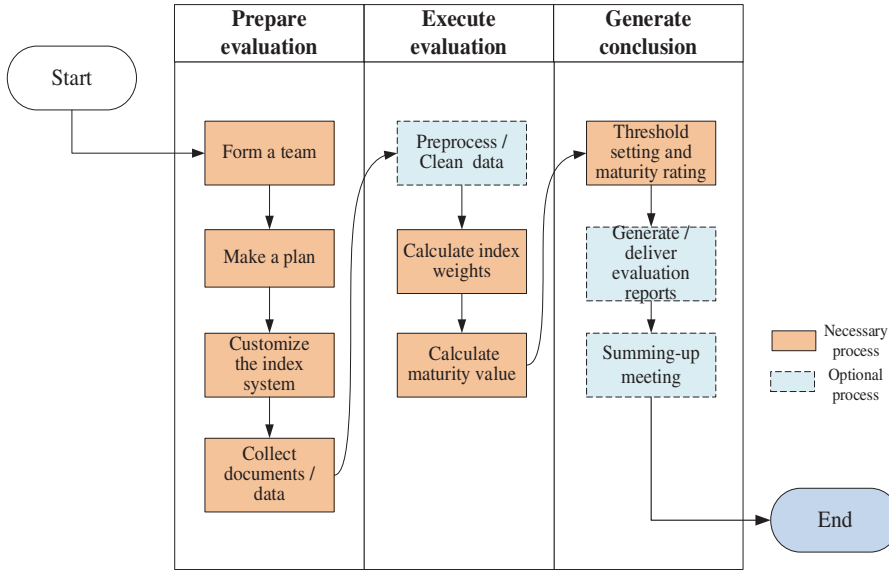 Prepare
evaluation
Execute
evaluation
Generate
conclusion
Start
Form a team
Make a plan
Customize
the index
system
Collect
documents /
data
Preprocess /
Clean data
Calculate index
weights
Calculate
maturity value
Threshold
setting and
maturity rating
Generate /
deliver
evaluation
reports
Summing-up
meeting
Necessary
process
Optional
process
End